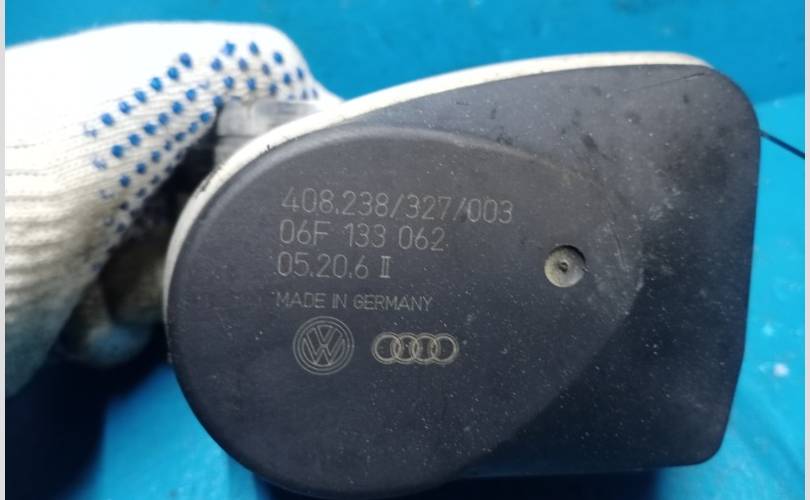 408.238/327/003
06F 133 062
05.20.6 II
MADE IN GERMANY